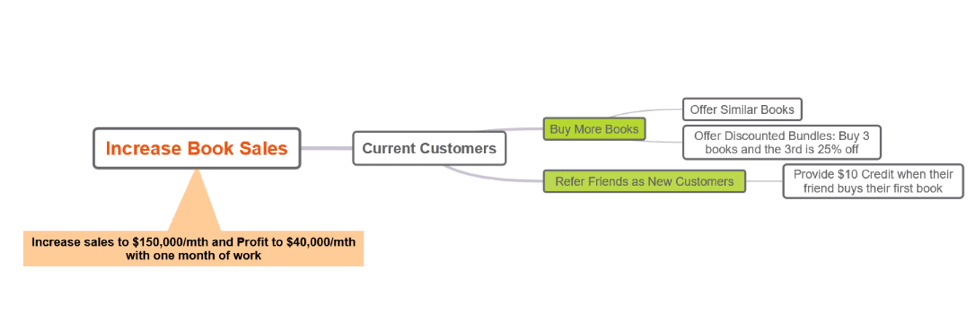 Increase Book Sales
Current Customers
Buy More Books
Offer Similar Books
Offer Discounted Bundles: Buy 3
books and the 3rd is 25% off
Refer Friends as New Customers
Provide $10 Credit when their
friend buys their first book
Increase sales to $150,000/mth and Profit to $40,000/mth
with one month of work